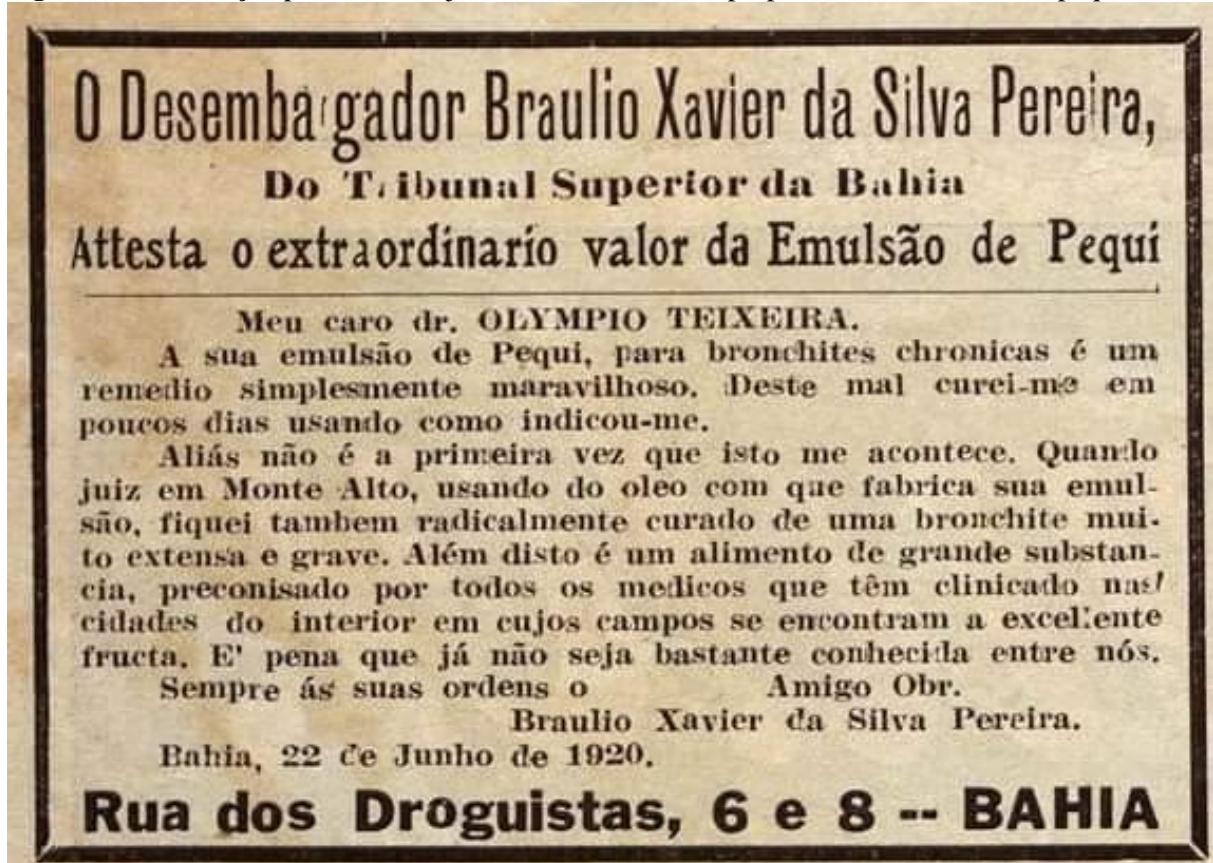 O Desembargador Braulio Xavier da Silva Pereira,
Do Tribunal Superior da Bahia
Attesta o extraordinario valor da Emulsão de Pequi
Meu caro dr. OLYMPIO TEIXEIRA.
A sua emulsão de Pequi, para bronchites chronicas é um
remedio simplesmente maravilhoso. Deste mal curei-me em
poucos dias usando como indicou-me.
Aliás não é a primeira vez que isto me acontece. Quando
juiz em Monte Alto, usando do oleo com que fabrica sua emul-
são, fiquei tambem radicalmente curado de uma bronchite mui-
to extensa e grave. Além disto é um alimento de grande substan-
cia, preconisado por todos os medicos que têm clinicado nas
cidades do interior em cujos campos se encontram a excellente
fructa. E' pena que já não seja bastante conhecida entre nós.
Sempre ás suas ordens o Amigo Obr.
Braulio Xavier da Silva Pereira.
Bahia, 22 de Junho de 1920.
Rua dos Droguistas, 6 e 8 -- BAHIA